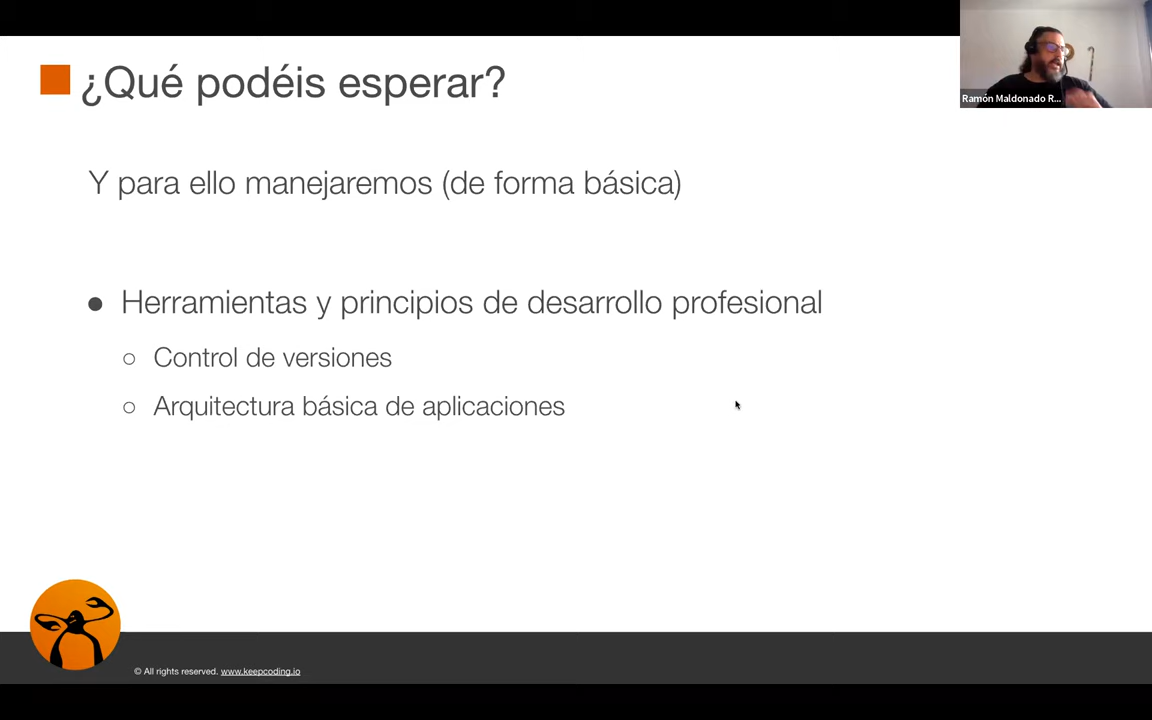 ¿Qué podéis esperar?
Ramón Maldonado R...
Y para ello manejaremos (de forma básica)
● Herramientas y principios de desarrollo profesional
○ Control de versiones
○ Arquitectura básica de aplicaciones
© All rights reserved. www.keepcoding.io